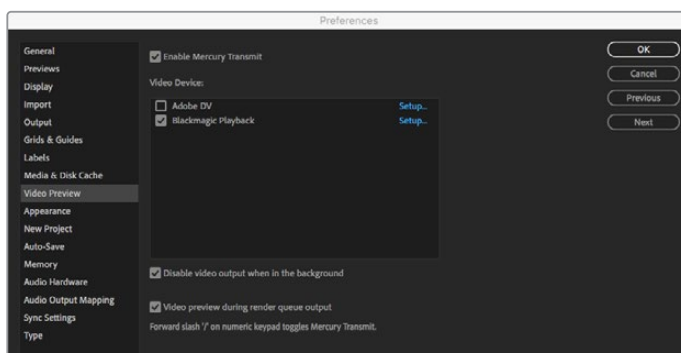 Preferences
General
Previews
Display
Import
Output
Grids & Guides
Labels
Media & Disk Cache
Video Preview
Appearance
New Project
Auto-Save
Memory
Audio Hardware
Audio Output Mapping
Sync Settings
Type
Enable Mercury Transmit
Video Device:
Adobe DV Setup...
Blackmagic Playback Setup...
Disable video output when in the background
Video preview during render queue output
Forward slash '/' on numeric keypad toggles Mercury Transmit.
OK
Cancel
Previous
Next